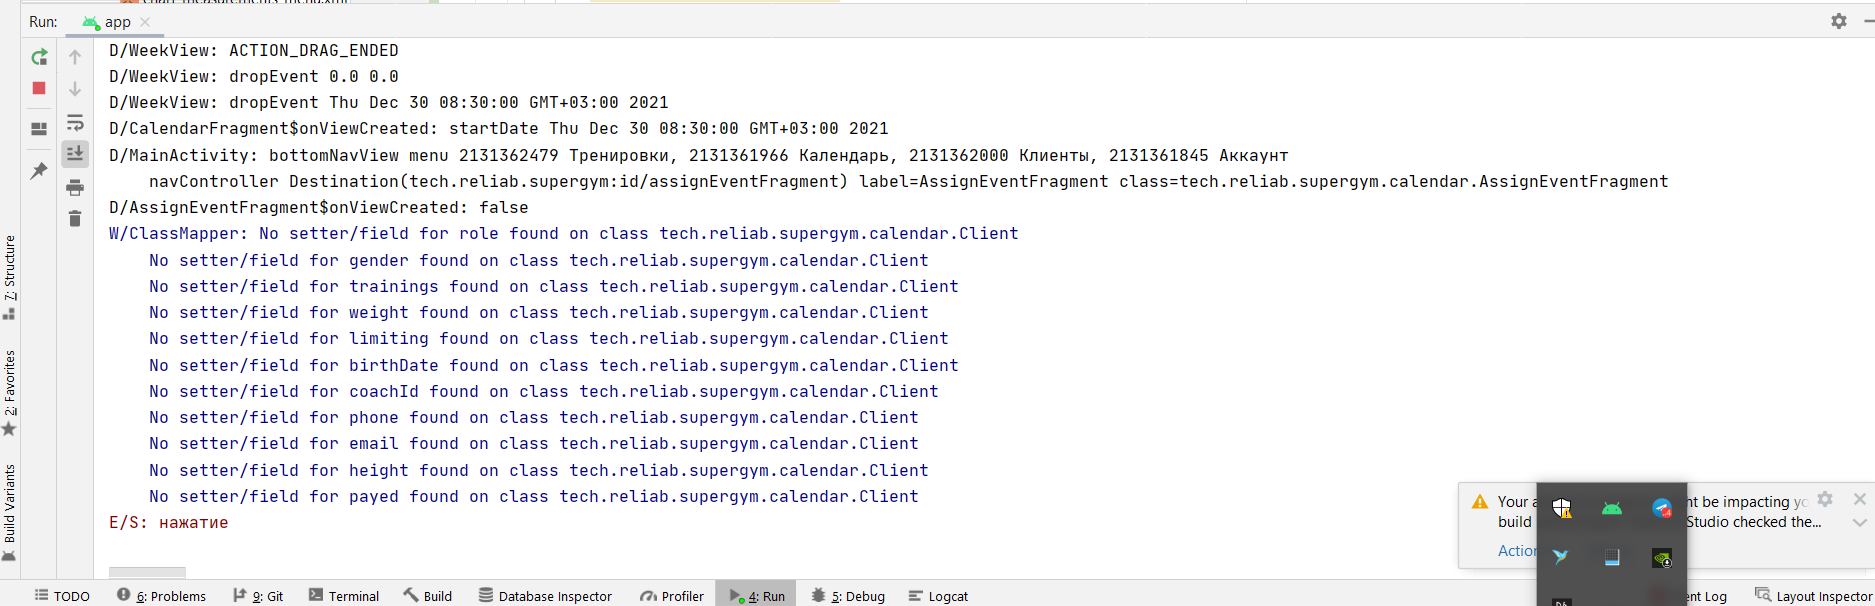 Run: app
D/WeekView: ACTION_DRAG_ENDED
D/WeekView: dropEvent 0.0 0.0
D/WeekView: dropEvent Thu Dec 30 08:30:00 GMT+03:00 2021
D/CalendarFragment$onViewCreated: startDate Thu Dec 30 08:30:00 GMT+03:00 2021
D/MainActivity: bottomNavView menu 2131362479 Тренировки, 2131361966 Календарь, 2131362000 Клиенты, 2131361845 Аккаунт
navController Destination(tech.reliab.supergym:id/assignEventFragment) label=AssignEventFragment class=tech.reliab.supergym.calendar.AssignEventFragment
D/AssignEventFragment$onViewCreated: false
W/ClassMapper: No setter/field for role found on class tech.reliab.supergym.calendar.Client
No setter/field for gender found on class tech.reliab.supergym.calendar.Client
No setter/field for trainings found on class tech.reliab.supergym.calendar.Client
No setter/field for weight found on class tech.reliab.supergym.calendar.Client
No setter/field for limiting found on class tech.reliab.supergym.calendar.Client
No setter/field for birthDate found on class tech.reliab.supergym.calendar.Client
No setter/field for coachId found on class tech.reliab.supergym.calendar.Client
No setter/field for phone found on class tech.reliab.supergym.calendar.Client
No setter/field for email found on class tech.reliab.supergym.calendar.Client
No setter/field for height found on class tech.reliab.supergym.calendar.Client
No setter/field for payed found on class tech.reliab.supergym.calendar.Client
E/S: нажатие
7: Structure
2: Favorites
Build Variants
Your a nt be impacting yo
build Studio checked the...
Action
TODO 6: Problems 9: Git Terminal Build Database Inspector Profiler 4: Run 5: Debug Logcat nt Log Layout Inspector